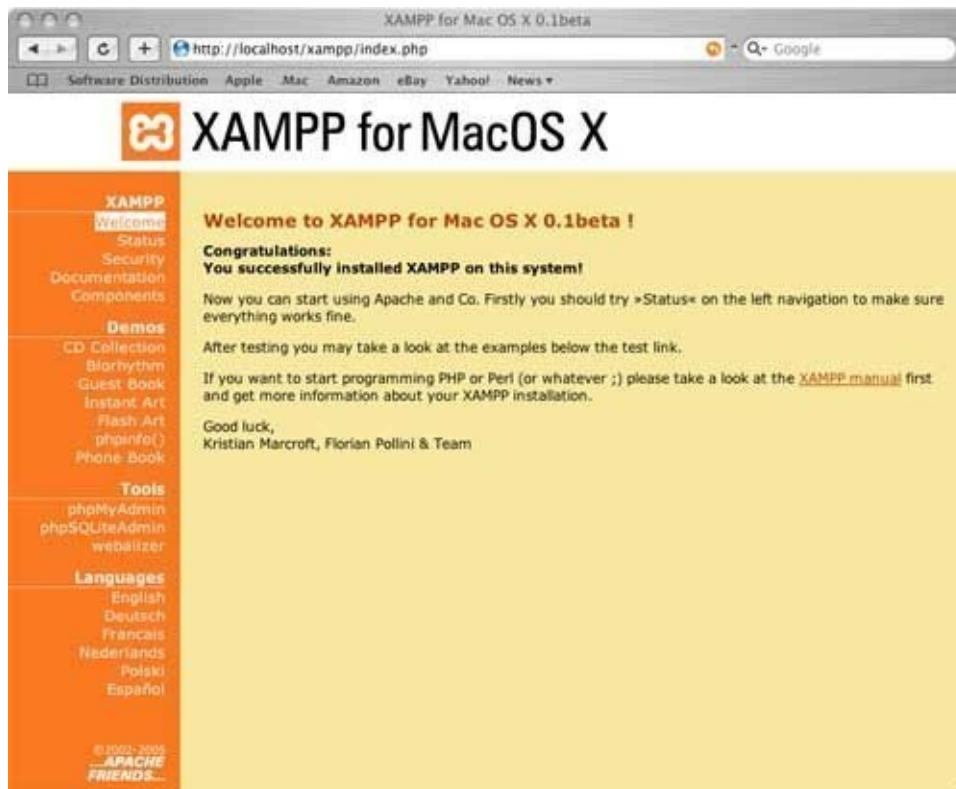 XAMPP for Mac OS X 0.1beta
http://localhost/xampp/index.php
Google
Software Distribution Apple Mac Amazon eBay Yahoo! News
XAMPP for MacOS X
XAMPP
Welcome
Status
Security
Documentation
Components
Demos
CD Collection
Biorhythm
Guest Book
Instant Art
Flash Art
phpinfo()
Phone Book
Tools
phpMyAdmin
phpSQLiteAdmin
webalizer
Languages
English
Deutsch
Francais
Nederlands
Polski
Español
©2002-2005
...APACHE
FRIENDS...
Welcome to XAMPP for Mac OS X 0.1beta !
Congratulations:
You successfully installed XAMPP on this system!
Now you can start using Apache and Co. Firstly you should try »Status« on the left navigation to make sure
everything works fine.
After testing you may take a look at the examples below the test link.
If you want to start programming PHP or Perl (or whatever ;) please take a look at the XAMPP manual first
and get more information about your XAMPP installation.
Good luck,
Kristian Marcroft, Florian Pollini & Team